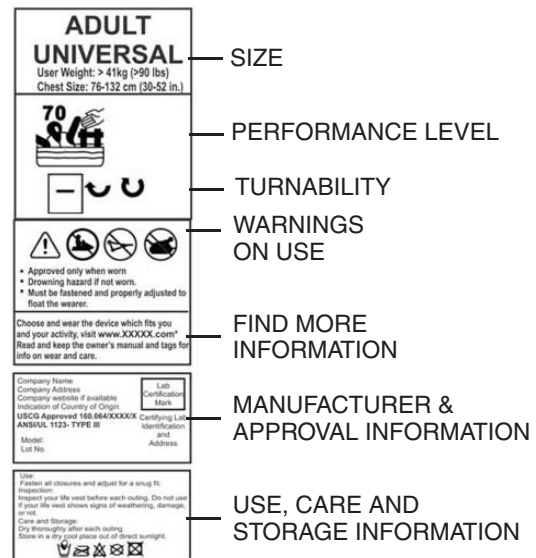 ADULT
UNIVERSAL
User Weight: > 41kg (>90 lbs)
Chest Size: 76-132 cm (30-52 in.)
SIZE
70
PERFORMANCE LEVEL
TURNABILITY
WARNINGS
ON USE
• Approved only when worn
• Drowning hazard if not worn.
• Must be fastened and properly adjusted to
float the wearer.
Choose and wear the device which fits you
and your activity, visit www.XXXXX.com*
Read and keep the owner's manual and tags for
info on wear and care.
FIND MORE
INFORMATION
Company Name
Company Address
Company website if available
Indication of Country of Origin
USCG Approved 160.064/XXXX/X
ANSI/UL 1123- TYPE III
Model:
Lot No.
Lab
Certification
Mark
Certifying Lab
Identification
and
Address
MANUFACTURER &
APPROVAL INFORMATION
Use:
Fasten all closures and adjust for a snug fit.
Inspection:
Inspect your life vest before each outing. Do not use
if your vest shows signs of weathering, damage,
or rot.
Care and Storage:
Dry thoroughly after each outing.
Store in a dry cool place out of direct sunlight.
USE, CARE AND
STORAGE INFORMATION